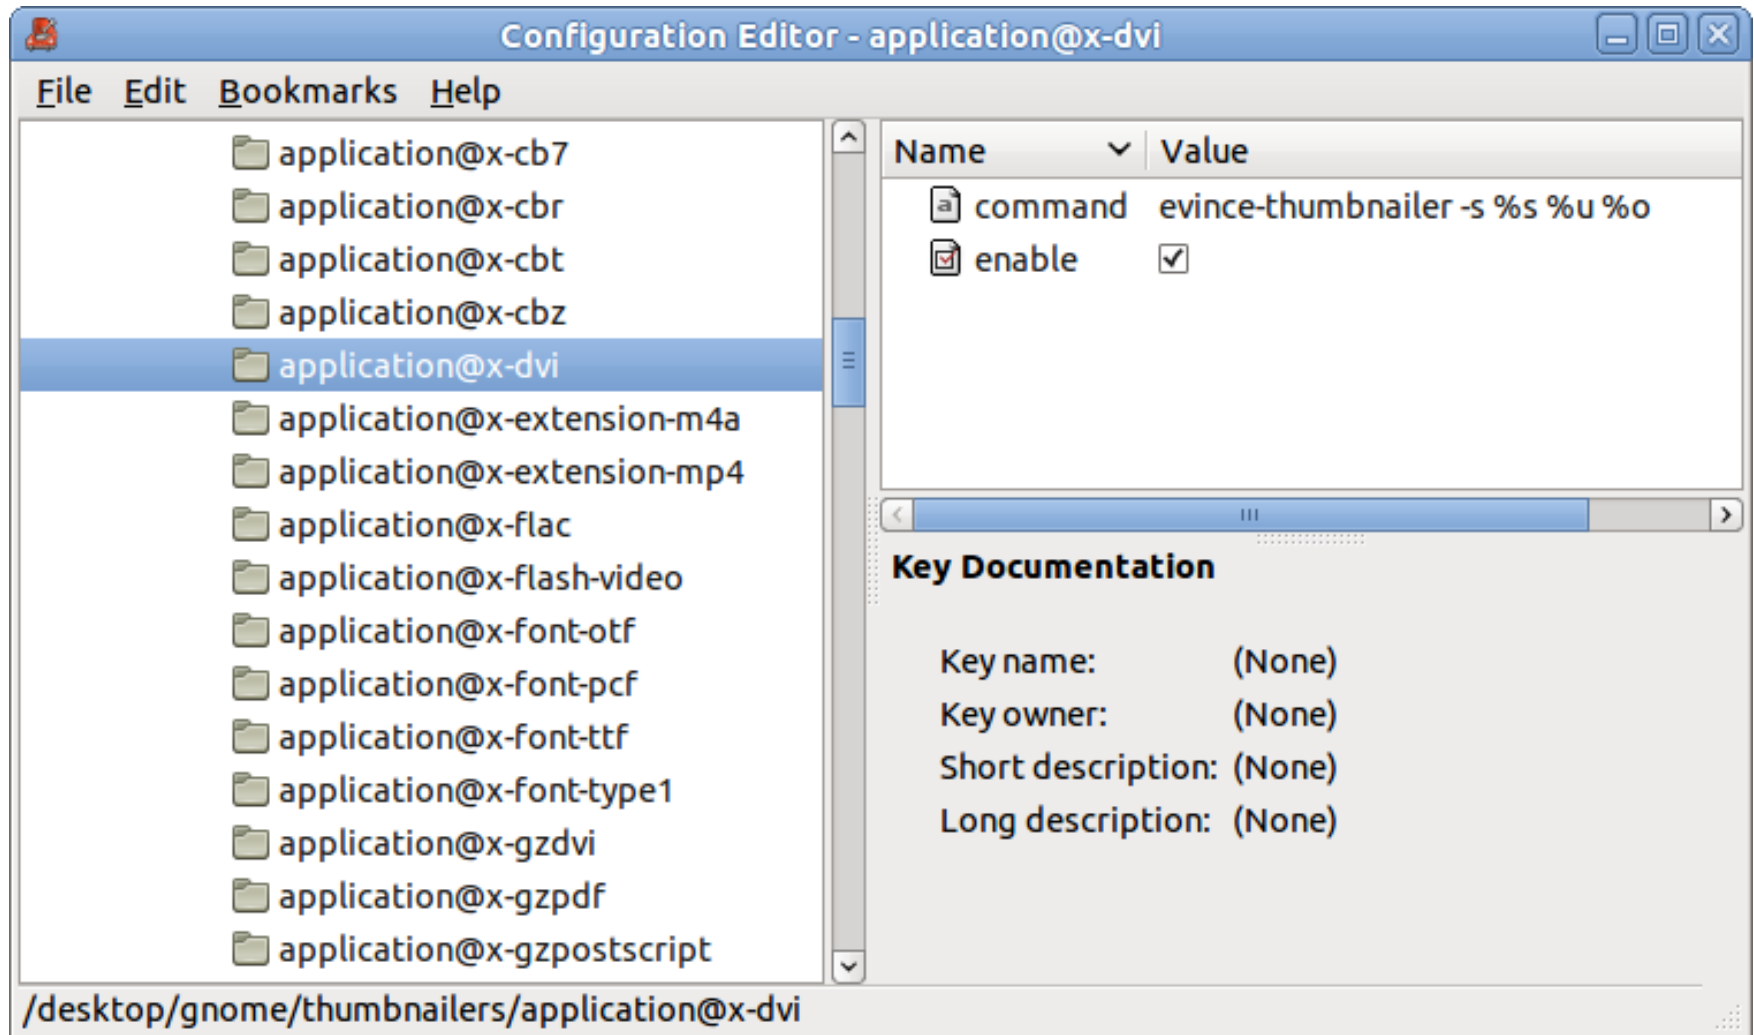 Configuration Editor - application@x-dvi
File Edit Bookmarks Help
application@x-cb7
application@x-cbr
application@x-cbt
application@x-cbz
application@x-dvi
application@x-extension-m4a
application@x-extension-mp4
application@x-flac
application@x-flash-video
application@x-font-otf
application@x-font-pcf
application@x-font-ttf
application@x-font-type1
application@x-gzdvi
application@x-gzpdf
application@x-gzpostscript
Name Value
command evince-thumbnailer -s %s %u %o
enable
Key Documentation
Key name: (None)
Key owner: (None)
Short description: (None)
Long description: (None)
/desktop/gnome/thumbnailers/application@x-dvi